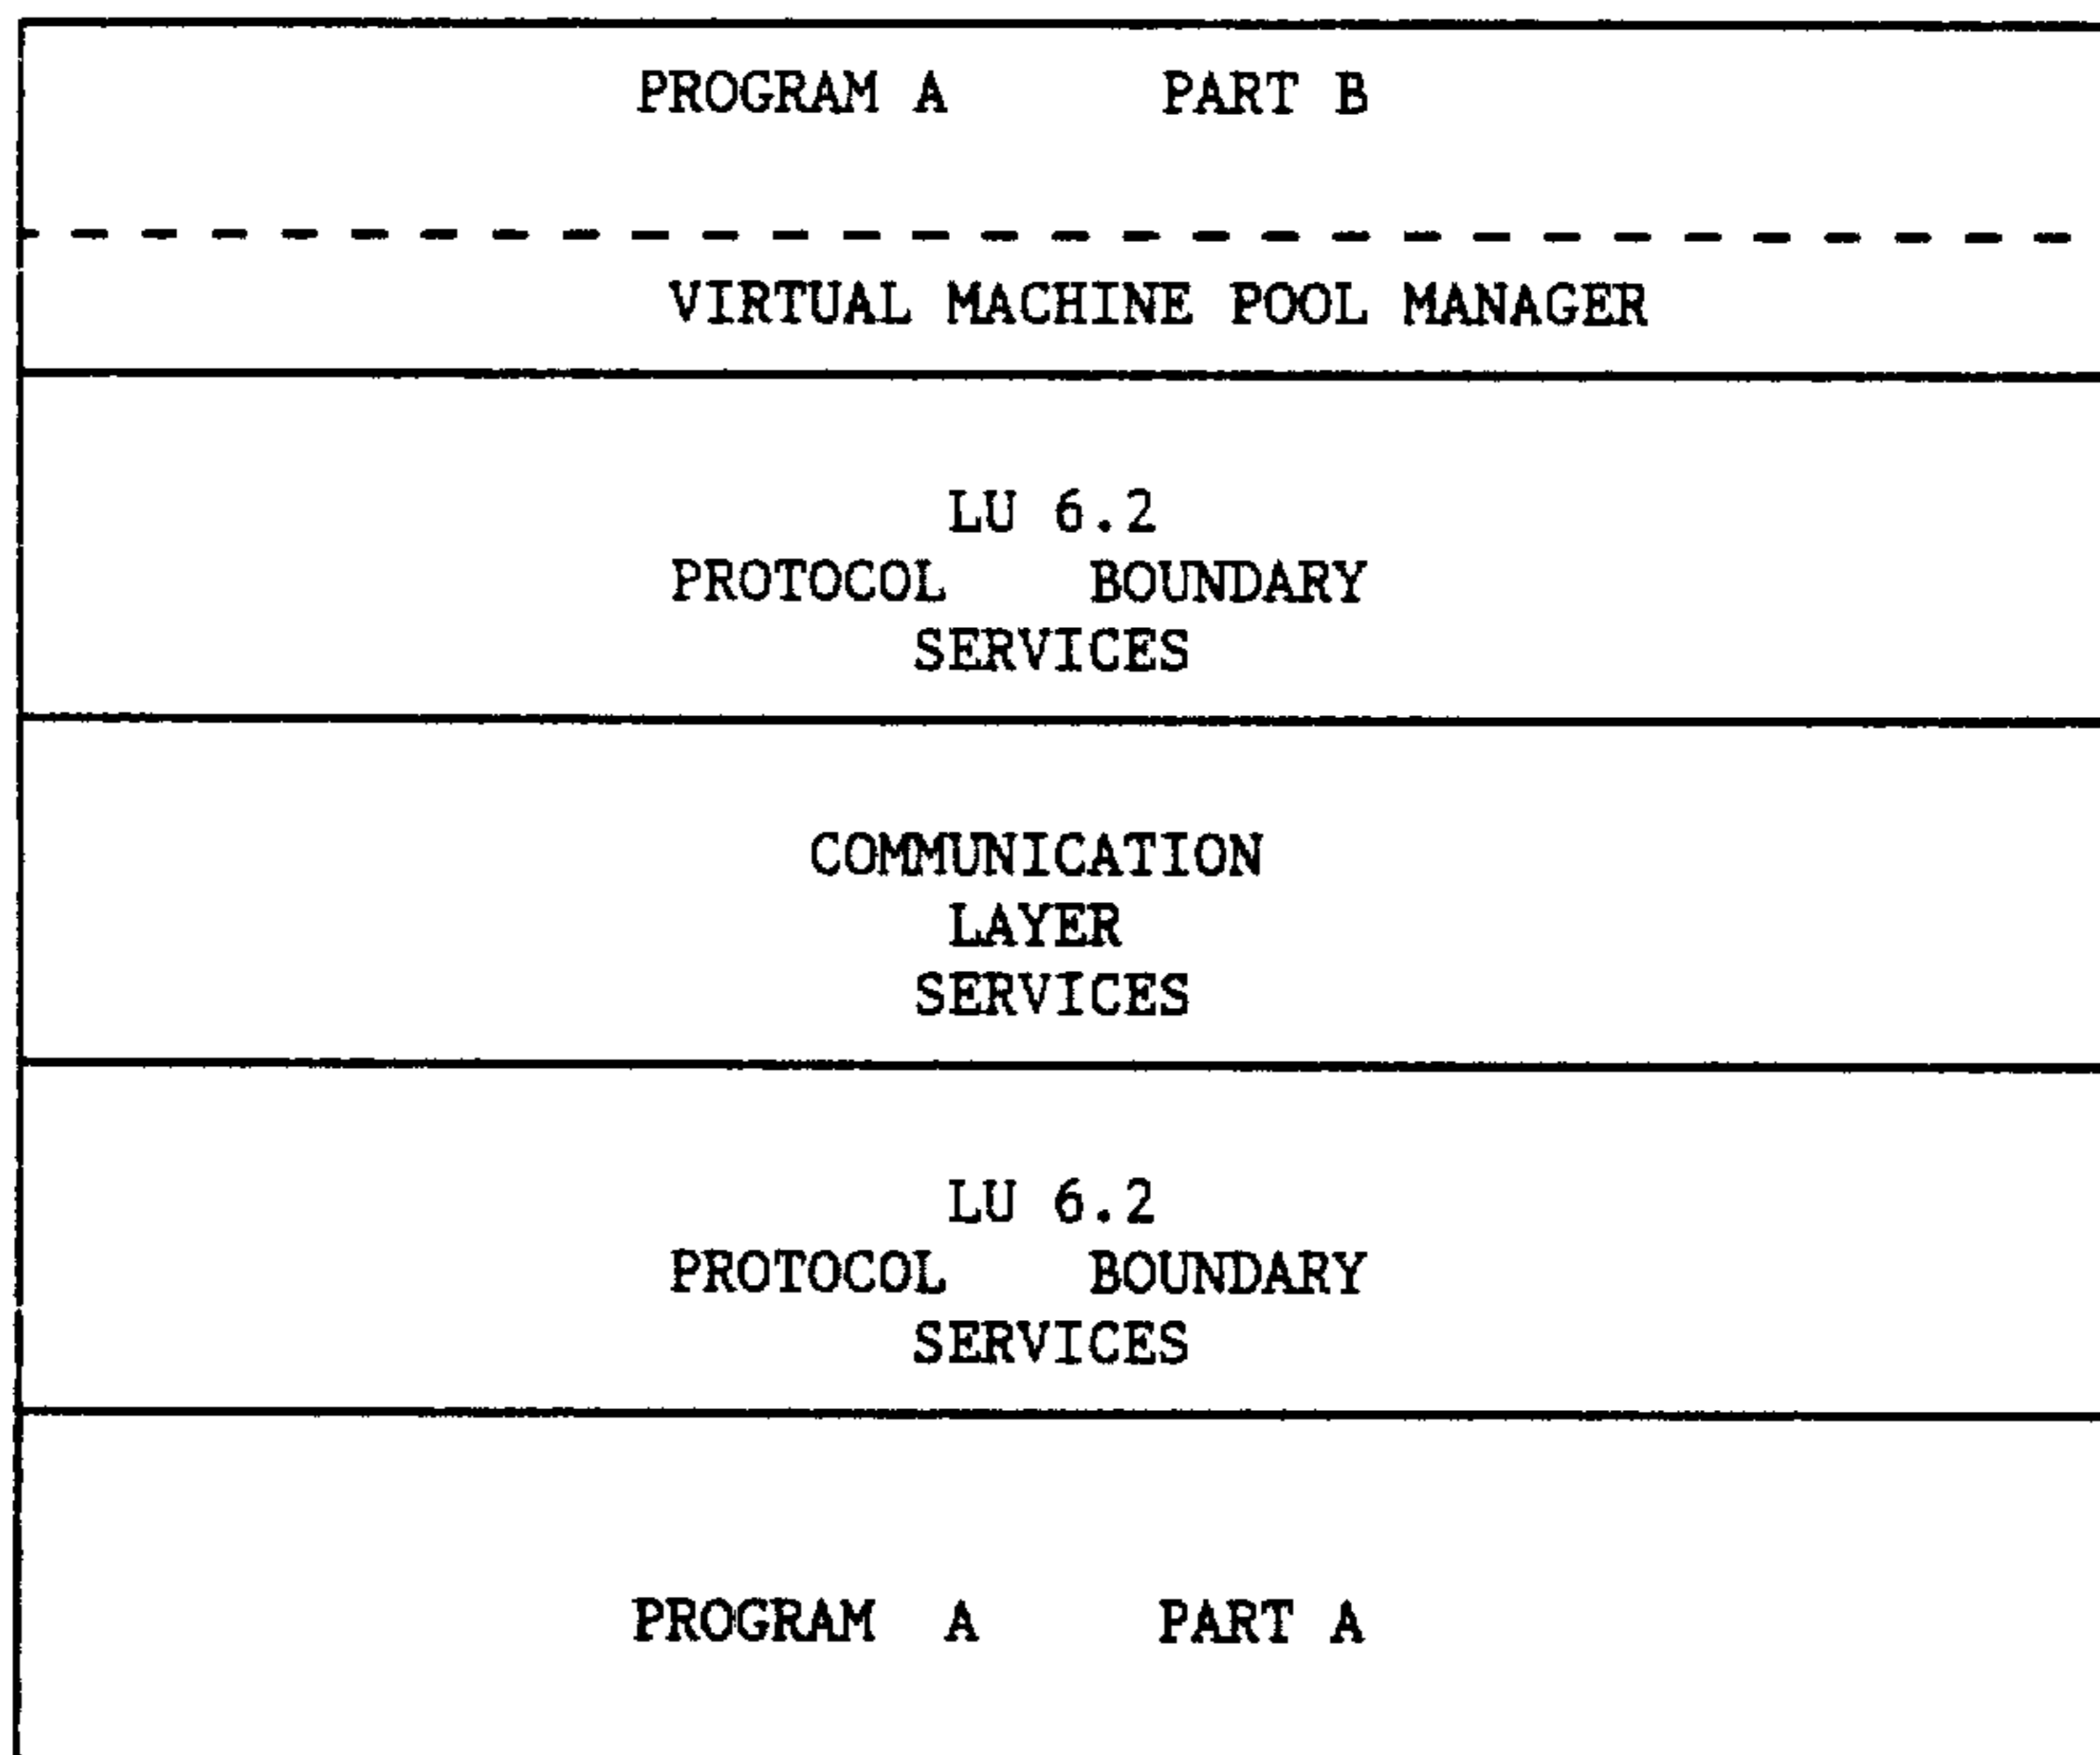 PROGRAM A PART B
VIRTUAL MACHINE POOL MANAGER
LU 6.2
PROTOCOL BOUNDARY
SERVICES
COMMUNICATION
LAYER
SERVICES
LU 6.2
PROTOCOL BOUNDARY
SERVICES
PROGRAM A PART A